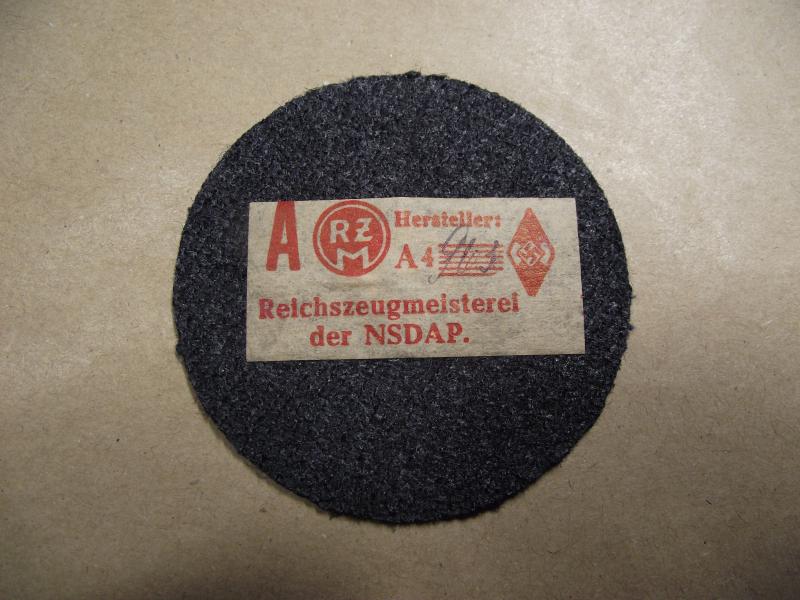 A RZM Hersteller:
A4
Reichszeugmeisterei
der NSDAP.